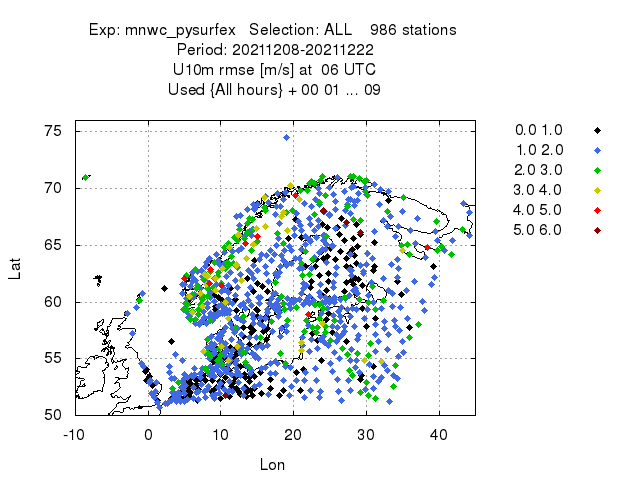 Exp: mnwc_pysurfex   Selection: ALL    986 stations
Period: 20211208-20211222
U10m rmse [m/s] at  06 UTC
Used {All hours} + 00 01 ... 09
75
70
65
60
55
50
Lat
-10 0 10 20 30 40
Lon
0.0 1.0
1.0 2.0
2.0 3.0
3.0 4.0
4.0 5.0
5.0 6.0